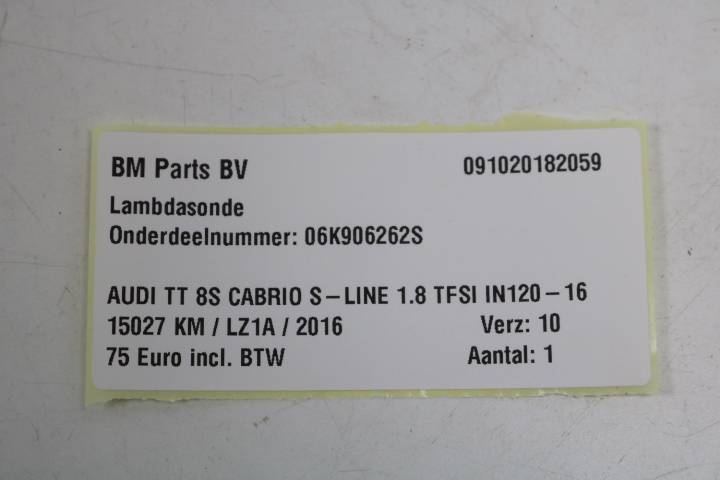 BM Parts BV 091020182059
Lambdasonde
Onderdeelnummer: 06K906262S
AUDI TT 8S CABRIO S-LINE 1.8 TFSI IN120-16
15027 KM / LZ1A / 2016 Verz: 10
75 Euro incl. BTW Aantal: 1